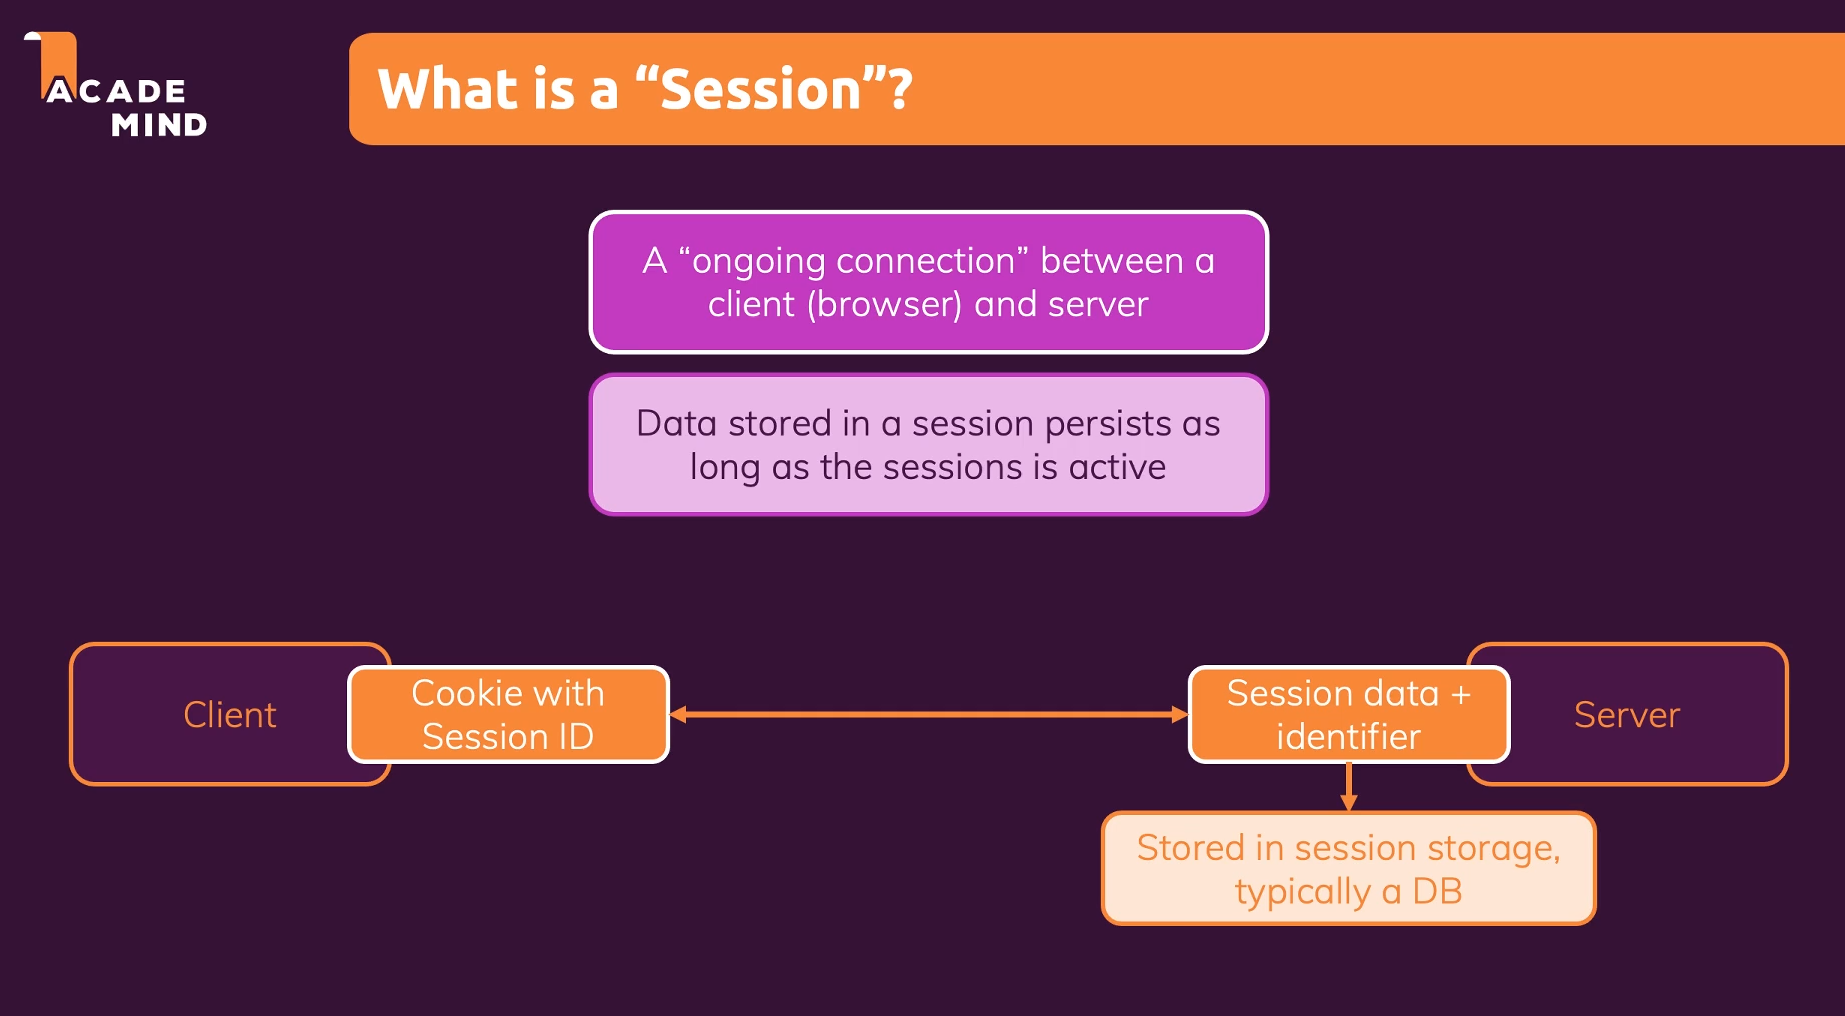 ACADE
MIND
What is a “Session”?
A “ongoing connection” between a
client (browser) and server
Data stored in a session persists as
long as the sessions is active
Client
Cookie with
Session ID
Session data +
identifier
Server
Stored in session storage,
typically a DB